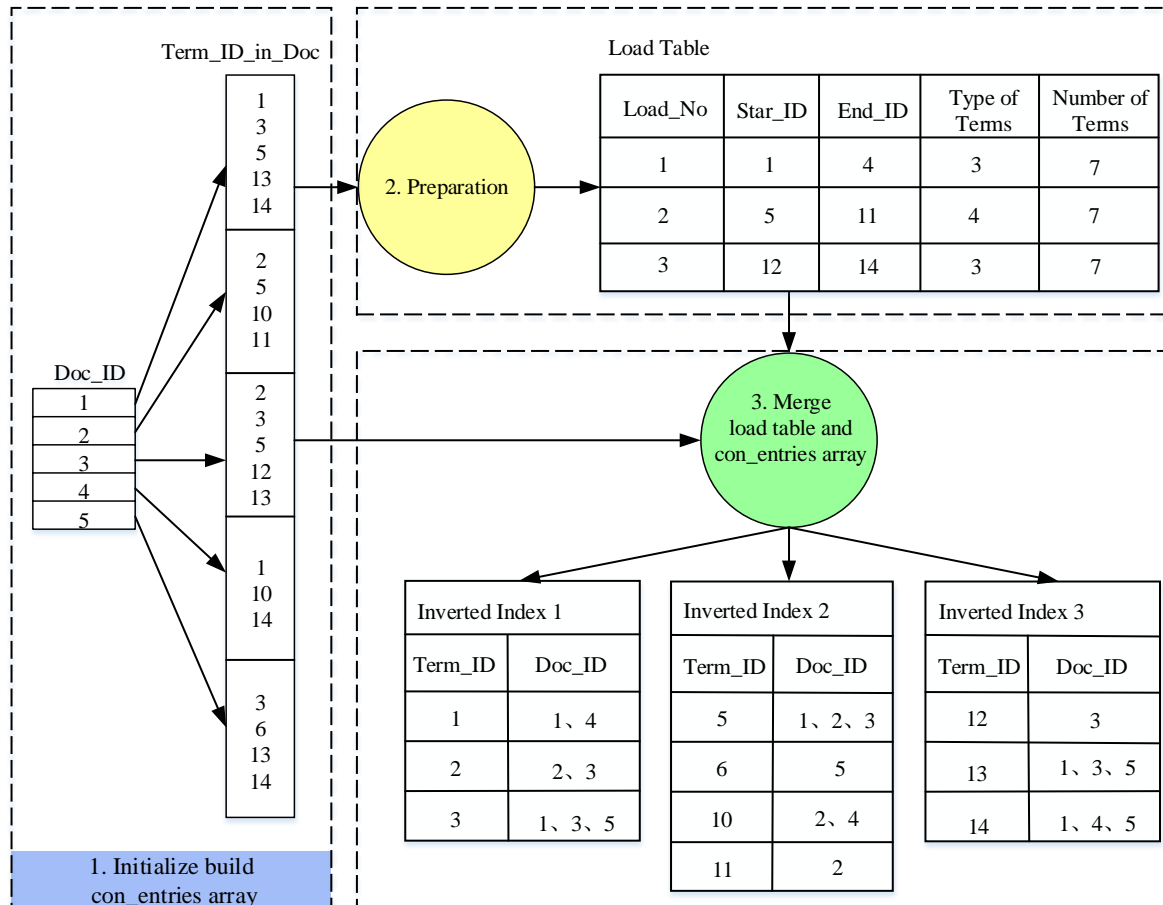 Term_ID_in_Doc
1
3
5
13
14
2
5
10
11
2
3
5
12
13
1
10
14
3
6
13
14
Doc_ID
1
2
3
4
5
1. Initialize build
con_entries array
2. Preparation
Load Table
Load_No Star_ID End_ID Type of Terms Number of Terms
1 1 4 3 7
2 5 11 4 7
3 12 14 3 7
3. Merge
load table and
con_entries array
Inverted Index 1
Term_ID Doc_ID
1 1、4
2 2、3
3 1、3、5
Inverted Index 2
Term_ID Doc_ID
5 1、2、3
6 5
10 2、4
11 2
Inverted Index 3
Term_ID Doc_ID
12 3
13 1、3、5
14 1、4、5